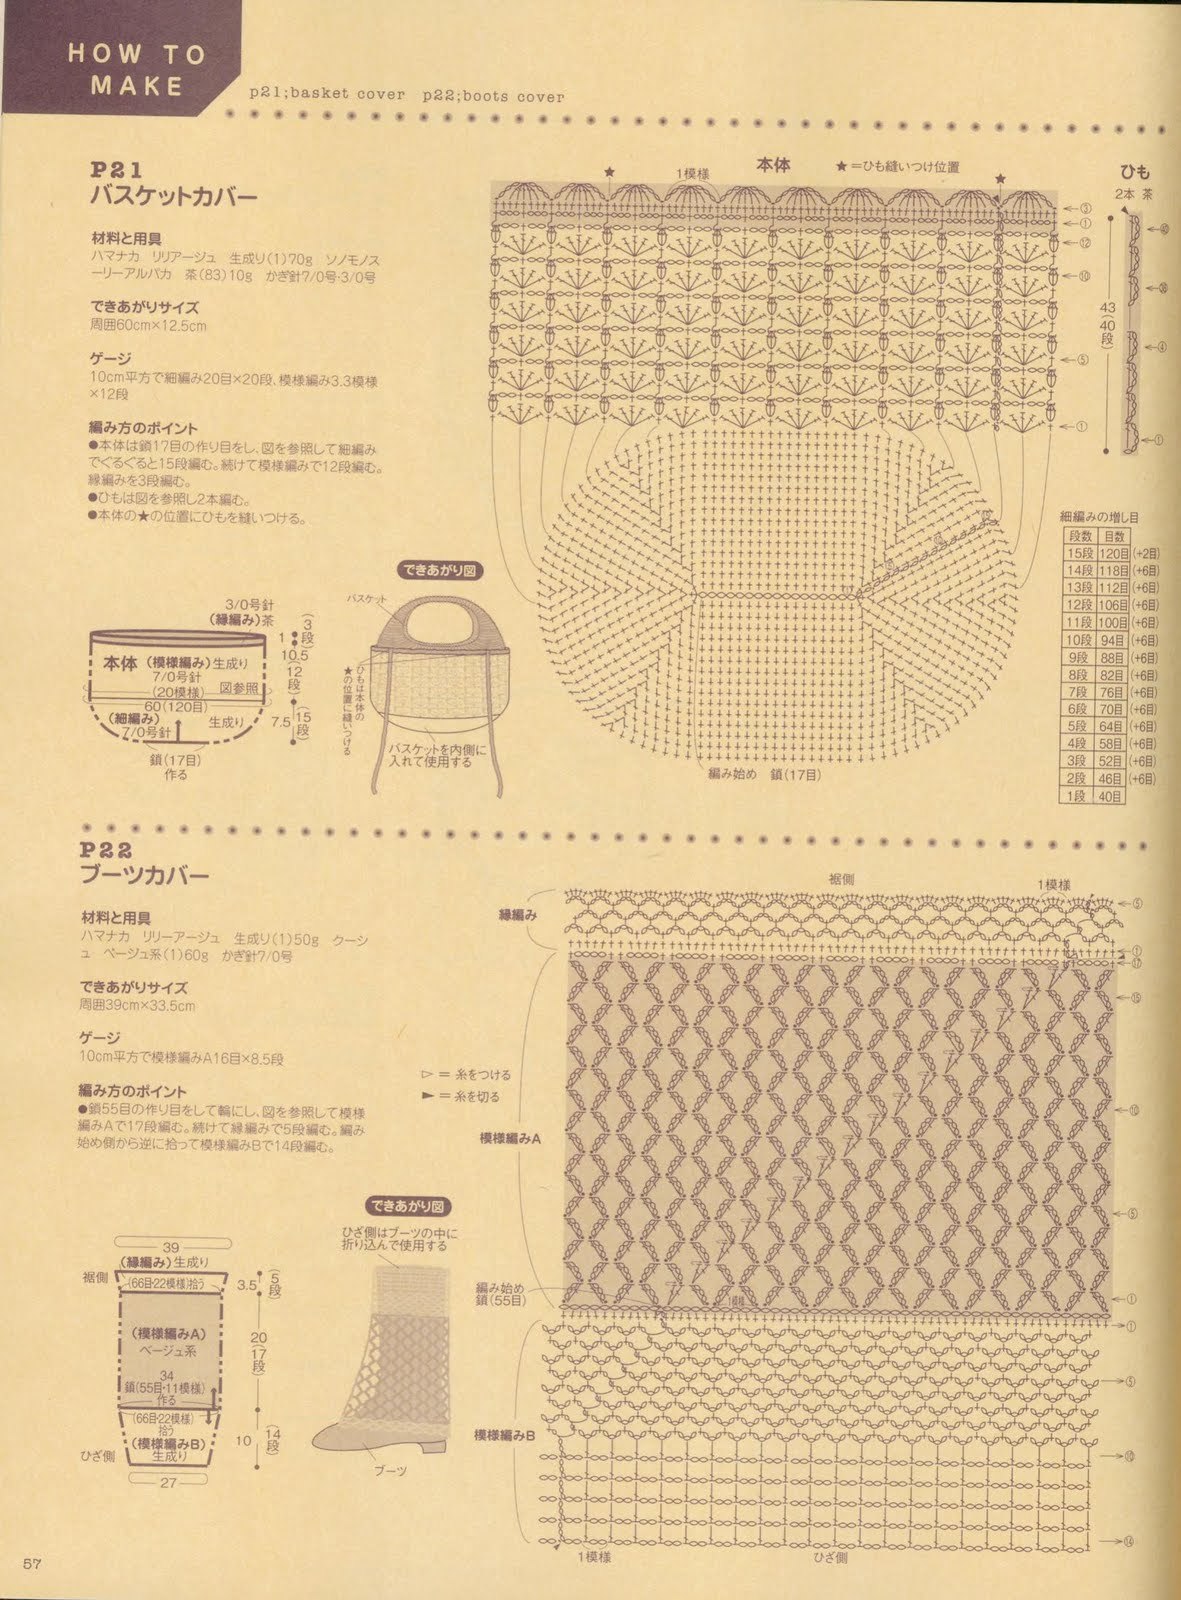 HOW TO
MAKE
p21;basket cover p22;boots cover
P21
バスケットカバー
材料と用具
ハマナカ リリアージュ 生成り(1)70g ソノモノス
ーリーアルパカ 茶(83)10g かぎ針7/0号・3/0号
できあがりサイズ
周囲60cm×12.5cm
ゲージ
10cm平方で細編み20目×20段、模様編み3.3模様
×12段
編み方のポイント
●本体は鎖17目の作り目をし、図を参照して細編み
でぐるぐると15段編む。続けて模様編みで12段編む。
縁編みを3段編む。
●ひもは図を参照し2本編む。
●本体の★の位置にひもを縫いつける。
3/0号針
(縁編み)茶
本体 (模様編み)生成り
7/0号針
(20模様) 図参照
60(120目)
(細編み) 生成り
7/0号針
鎖(17目)
作る
1 (3段)
10.5 (12段)
7.5 (15段)
できあがり図
バスケット
ひもは本体の
★の位置に縫いつける
バスケットを内側に
入れて使用する
本体
★=ひも縫いつけ位置
★
1模様
★
③
①
⑫
⑩
⑤
①
編み始め 鎖(17目)
ひも
2本 茶
43(40段)
④
①
細編みの増し目
段数 目数
15段 120目 (+2目)
14段 118目 (+6目)
13段 112目 (+6目)
12段 106目 (+6目)
11段 100目 (+6目)
10段 94目 (+6目)
9段 88目 (+6目)
8段 82目 (+6目)
7段 76目 (+6目)
6段 70目 (+6目)
5段 64目 (+6目)
4段 58目 (+6目)
3段 52目 (+6目)
2段 46目 (+6目)
1段 40目
P22
ブーツカバー
材料と用具
ハマナカ リリーアージュ 生成り(1)50g クーシ
ュ ベージュ系(1)60g かぎ針7/0号
できあがりサイズ
周囲39cm×33.5cm
ゲージ
10cm平方で模様編みA16目×8.5段
編み方のポイント
●鎖55目の作り目をして輪にし、図を参照して模様
編みAで17段編む。続けて縁編みで5段編む。編み
始め側から逆に拾って模様編みBで14段編む。
▷=糸をつける
▶=糸を切る
39
(縁編み)生成り
裾側
(66目・22模様)拾う
3.5 (5段)
(模様編みA)
ベージュ系
20(17段)
34
鎖(55目・11模様)
作る
(66目・22模様)
拾う
(模様編みB)
生成り
10 (14段)
ひざ側
27
できあがり図
ひざ側はブーツの中に
折り込んで使用する
ブーツ
裾側
1模様
縁編み
⑤
①
⑰
⑮
模様編みA
⑩
⑤
編み始め
鎖(55目)
1模様
①
①
⑤
模様編みB
⑩
⑭
1模様
ひざ側
57